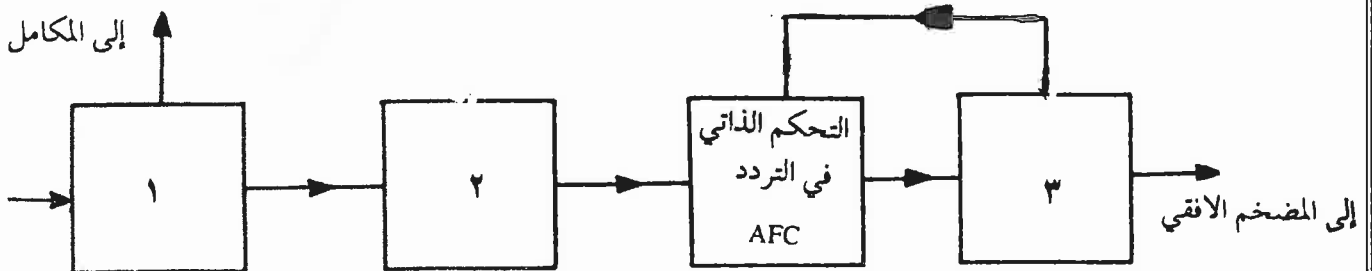 إلى المكامل
١
٢
التحكم الذاتي
في التردد
AFC
٣
إلى المضخم الافقي